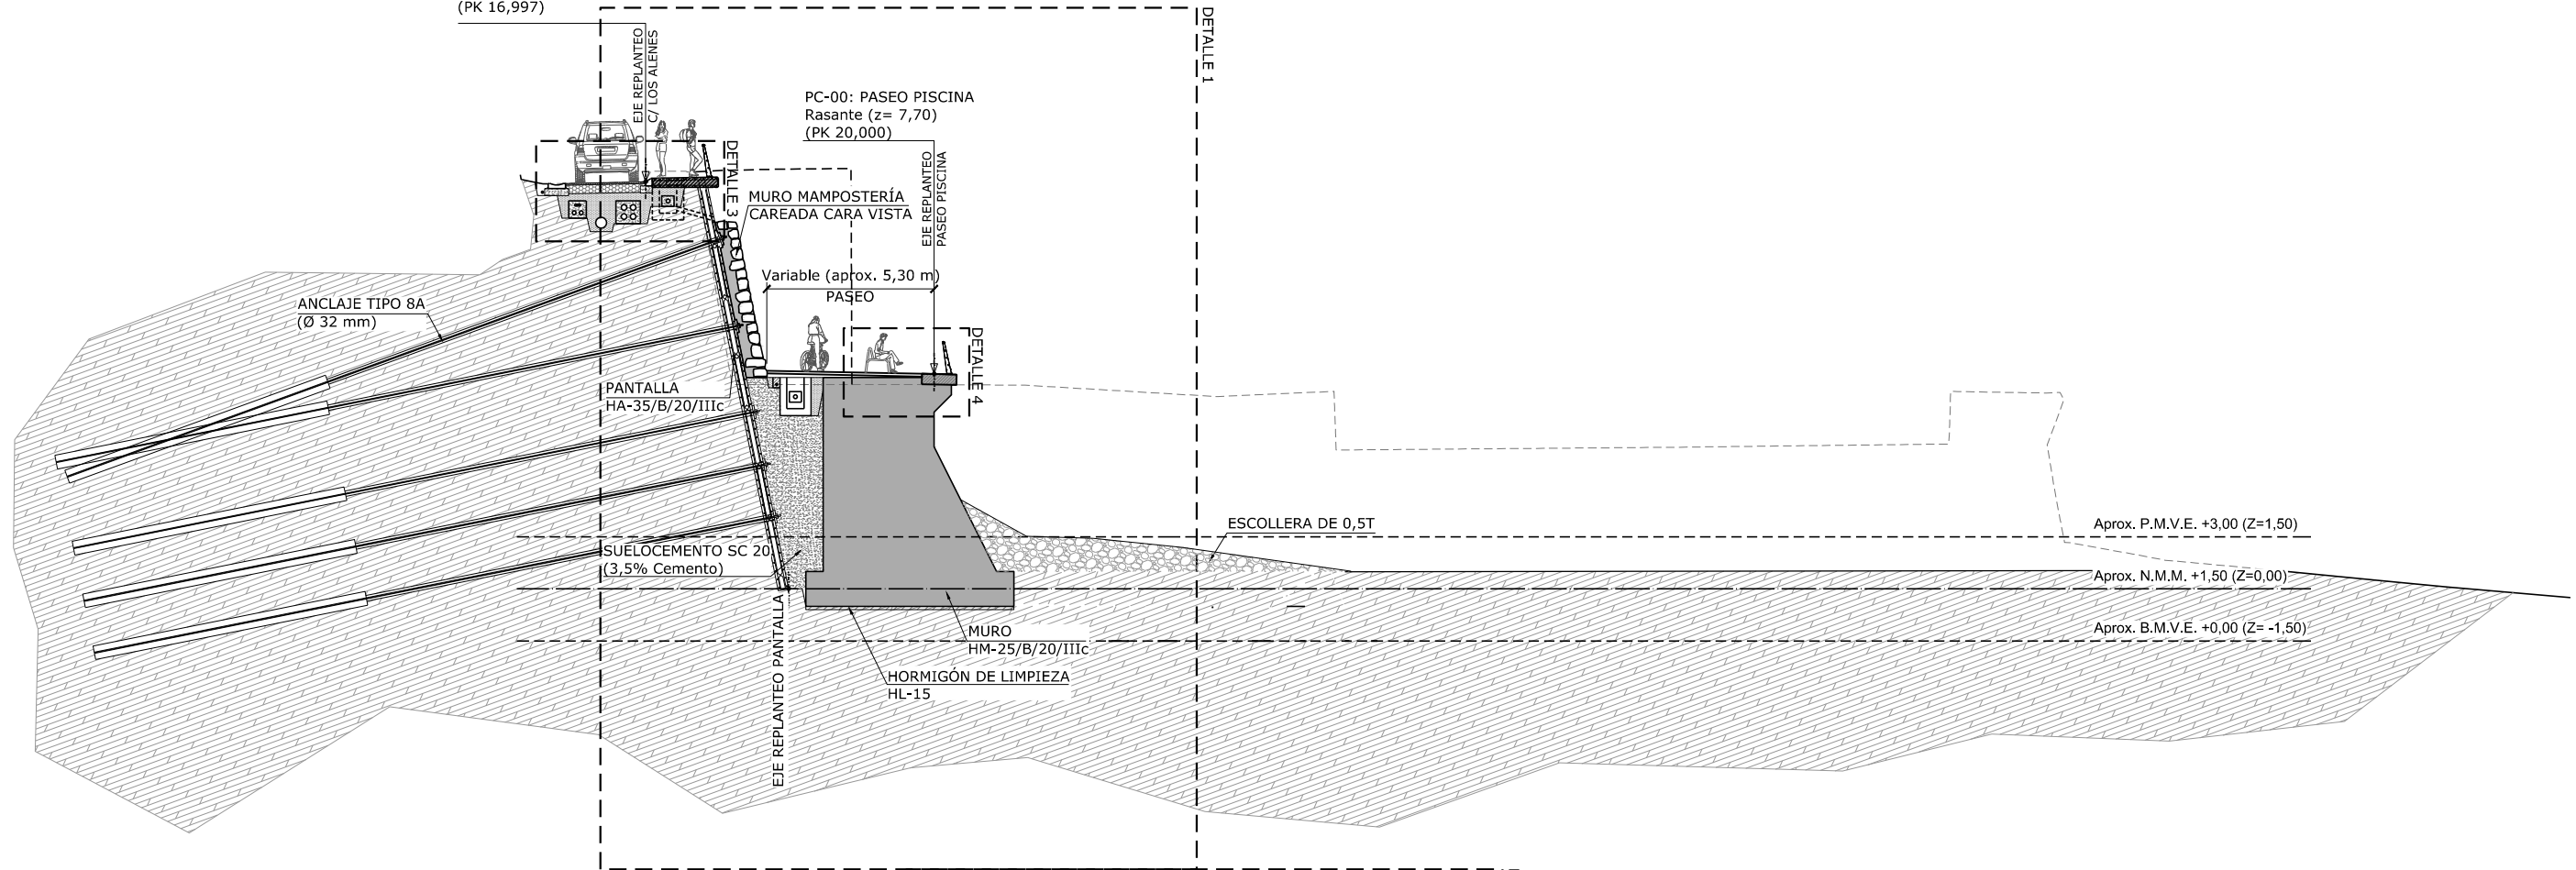 (PK 16,997)
EJE REPLANTEO
C/ LOS ALENES
DETALLE 1
PC-00: PASEO PISCINA
Rasante (z= 7,70)
(PK 20,000)
EJE REPLANTEO
PASEO PISCINA
DETALLE 3
MURO MAMPOSTERÍA
CAREADA CARA VISTA
Variable (aprox. 5,30 m)
PASEO
ANCLAJE TIPO 8A
(Ø 32 mm)
DETALLE 4
PANTALLA
HA-35/B/20/IIIc
ESCOLLERA DE 0,5T
Aprox. P.M.V.E. +3,00 (Z=1,50)
SUELOCEMENTO SC 20
(3,5% Cemento)
Aprox. N.M.M. +1,50 (Z=0,00)
EJE REPLANTEO PANTALLA
MURO
HM-25/B/20/IIIc
Aprox. B.M.V.E. +0,00 (Z= -1,50)
HORMIGÓN DE LIMPIEZA
HL-15